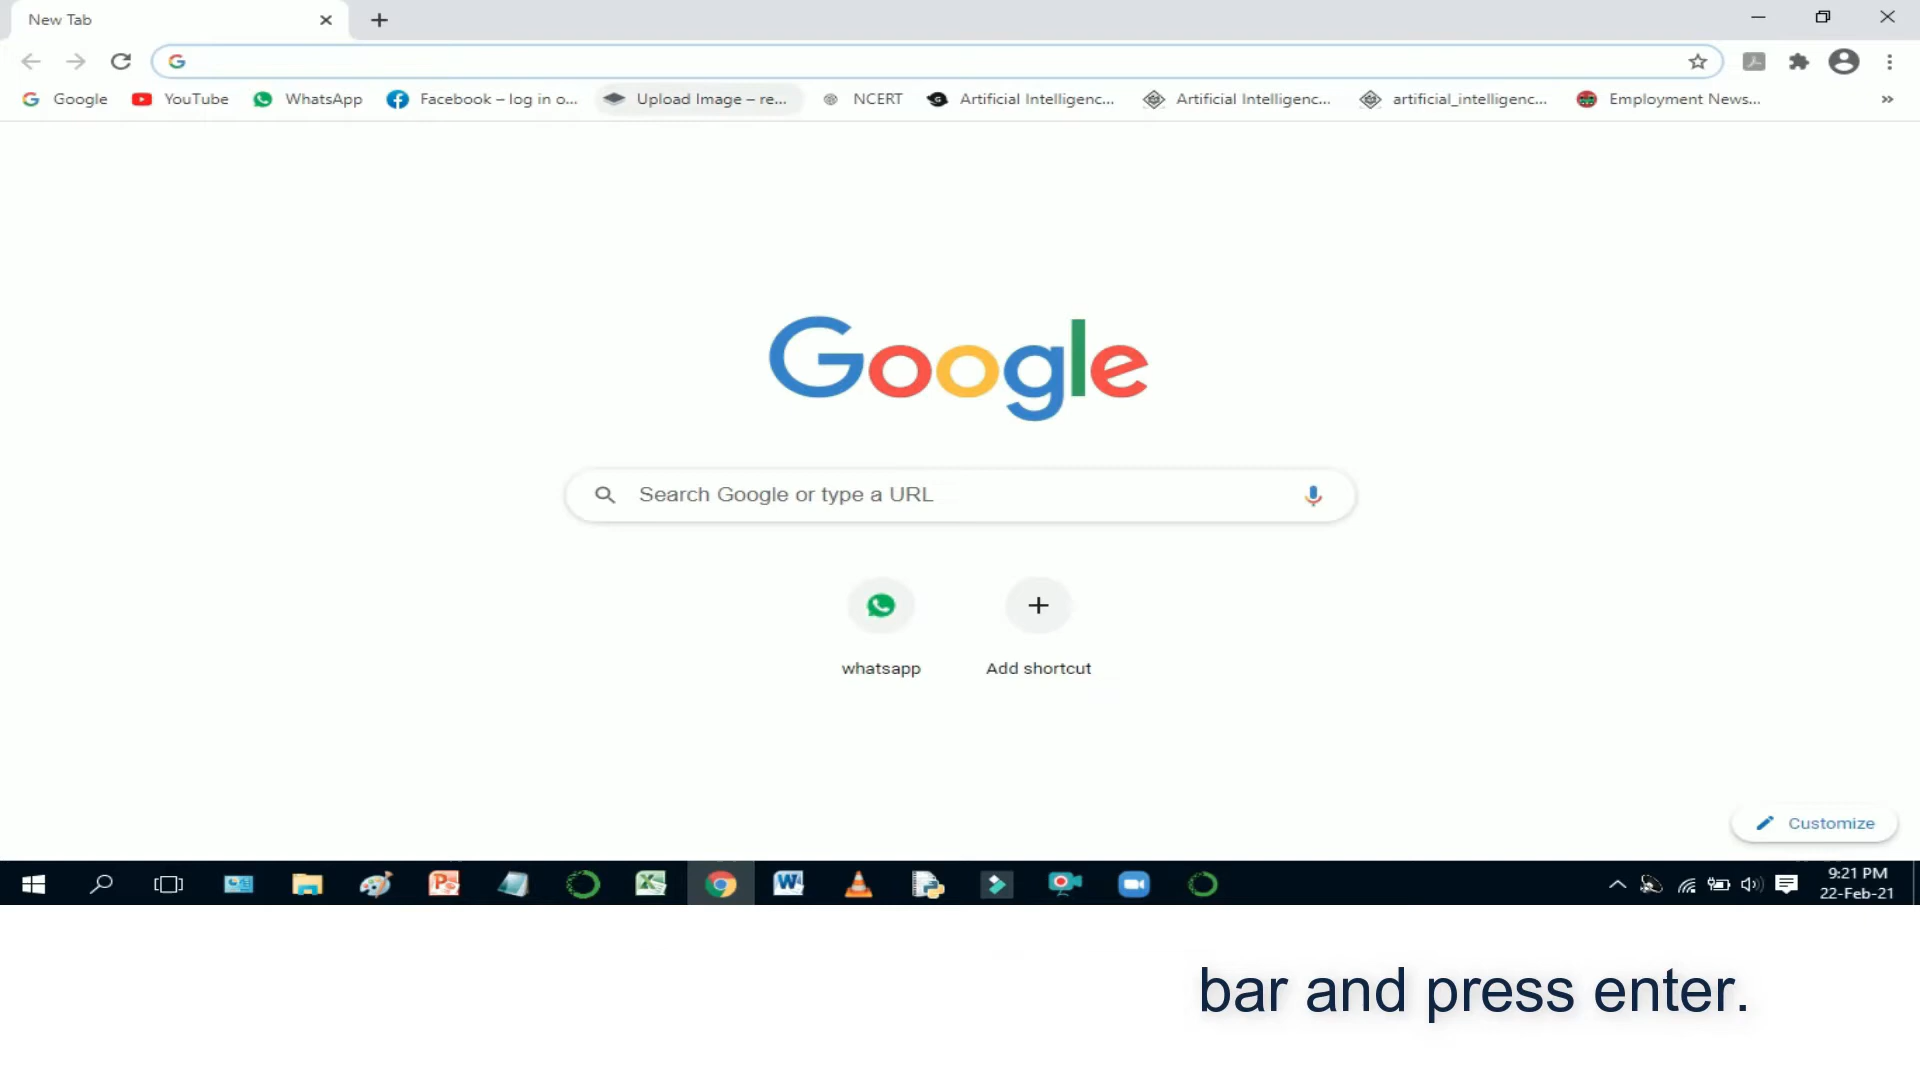 New Tab
Google YouTube WhatsApp Facebook – log in o... Upload Image – re... NCERT Artificial Intelligenc... Artificial Intelligenc... artificial_intelligenc... Employment News... »
Google
Search Google or type a URL
whatsapp Add shortcut
Customize
9:21 PM
22-Feb-21
bar and press enter.